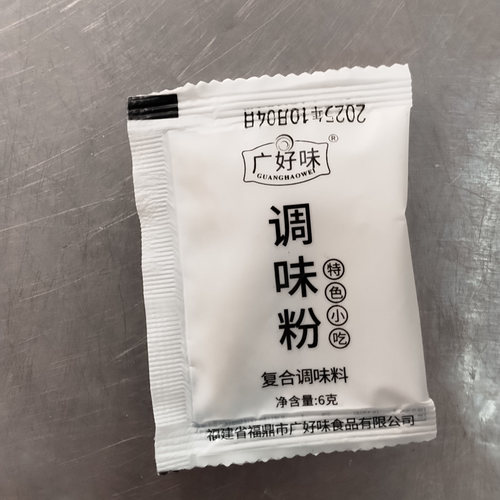 2025年10月04日
广好味®
GUANGHAOWEI
调味粉
特色小吃
复合调味料
净含量:6克
福建省福鼎市广好味食品有限公司